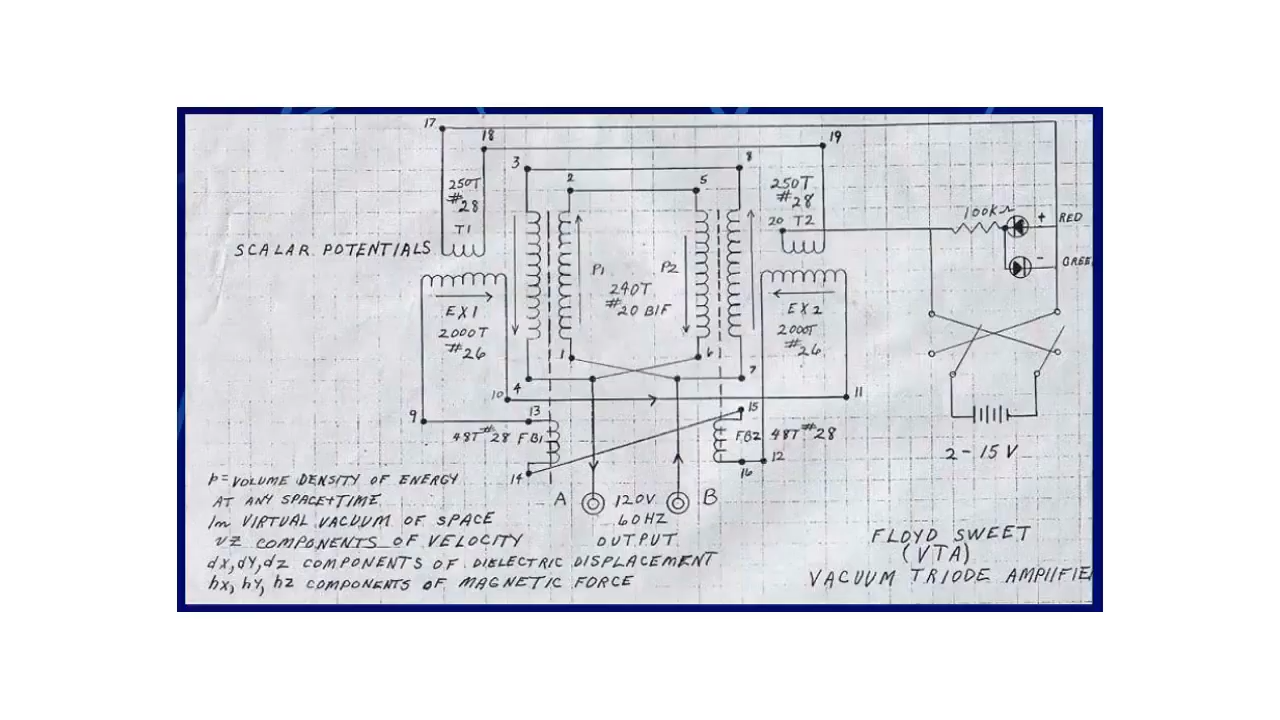 17
18
19
3
8
2
5
250T
#28
T1
250T
#28
20 T2
100KΩ
+ RED
- GREE
SCALAR POTENTIALS
P1
P2
240T
#20 BIF
EX1
2000T
#26
EX2
2000T
#26
1
6
4
7
10
11
9
13
15
48T #28 FB1
FB2 48T #28
12
14
16
2-15V
A
120V
B
60HZ
OUTPUT
p=VOLUME DENSITY OF ENERGY
AT ANY SPACE+TIME
In VIRTUAL VACUUM OF SPACE
vz COMPONENTS OF VELOCITY
dx,dy,dz COMPONENTS OF DIELECTRIC DISPLACEMENT
hx, hy, hz COMPONENTS OF MAGNETIC FORCE
FLOYD SWEET
(VTA)
VACUUM TRIODE AMPIIFIE